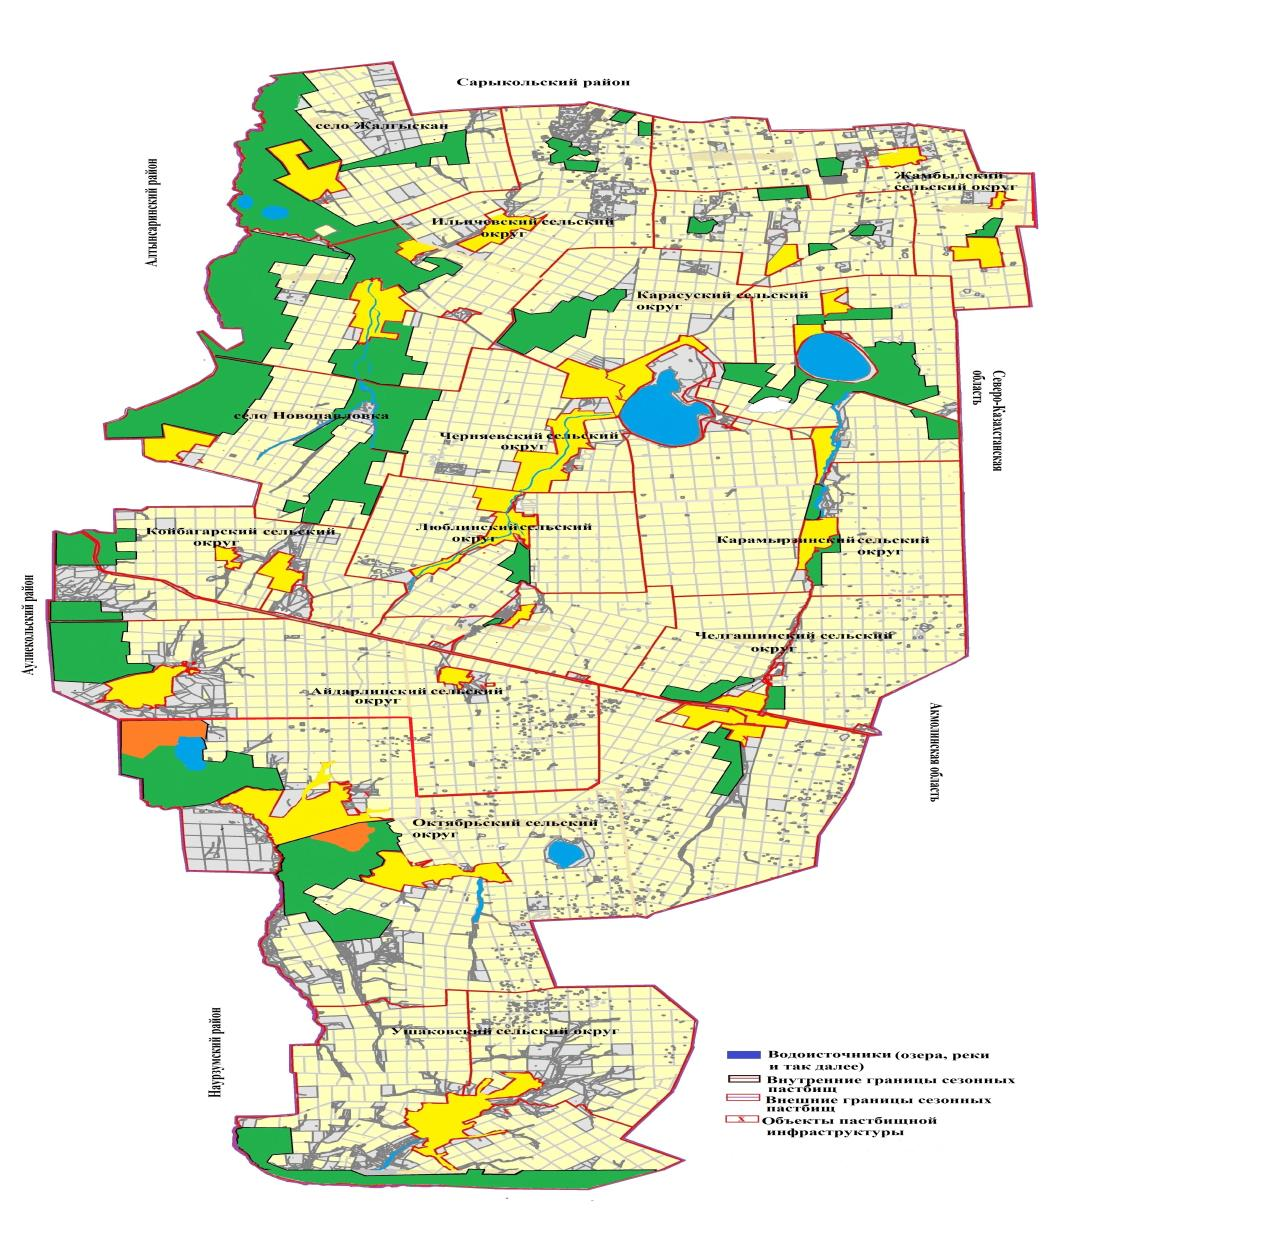 Сарыкольский район
село Жалгыскан
Алтынсаринский район
Жамбылский
сельский округ
Ильичевский сельский
округ
Карасуский сельский
округ
Северо-Казахстанская
область
село Новопавловка
Черняевский сельский
округ
Койбагарский сельский
округ
Люблинский сельский
округ
Карамырзинский сельский
округ
Аулиекольский район
Челгашинский сельский
округ
Айдарлинский сельский
округ
Акмолинская область
Октябрьский сельский
округ
Наурзумский район
Ушаковский сельский округ
Водоисточники (озера, реки
и так далее)
Внутренние границы сезонных
пастбищ
Внешние границы сезонных
пастбищ
X Объекты пастбищной
инфраструктуры